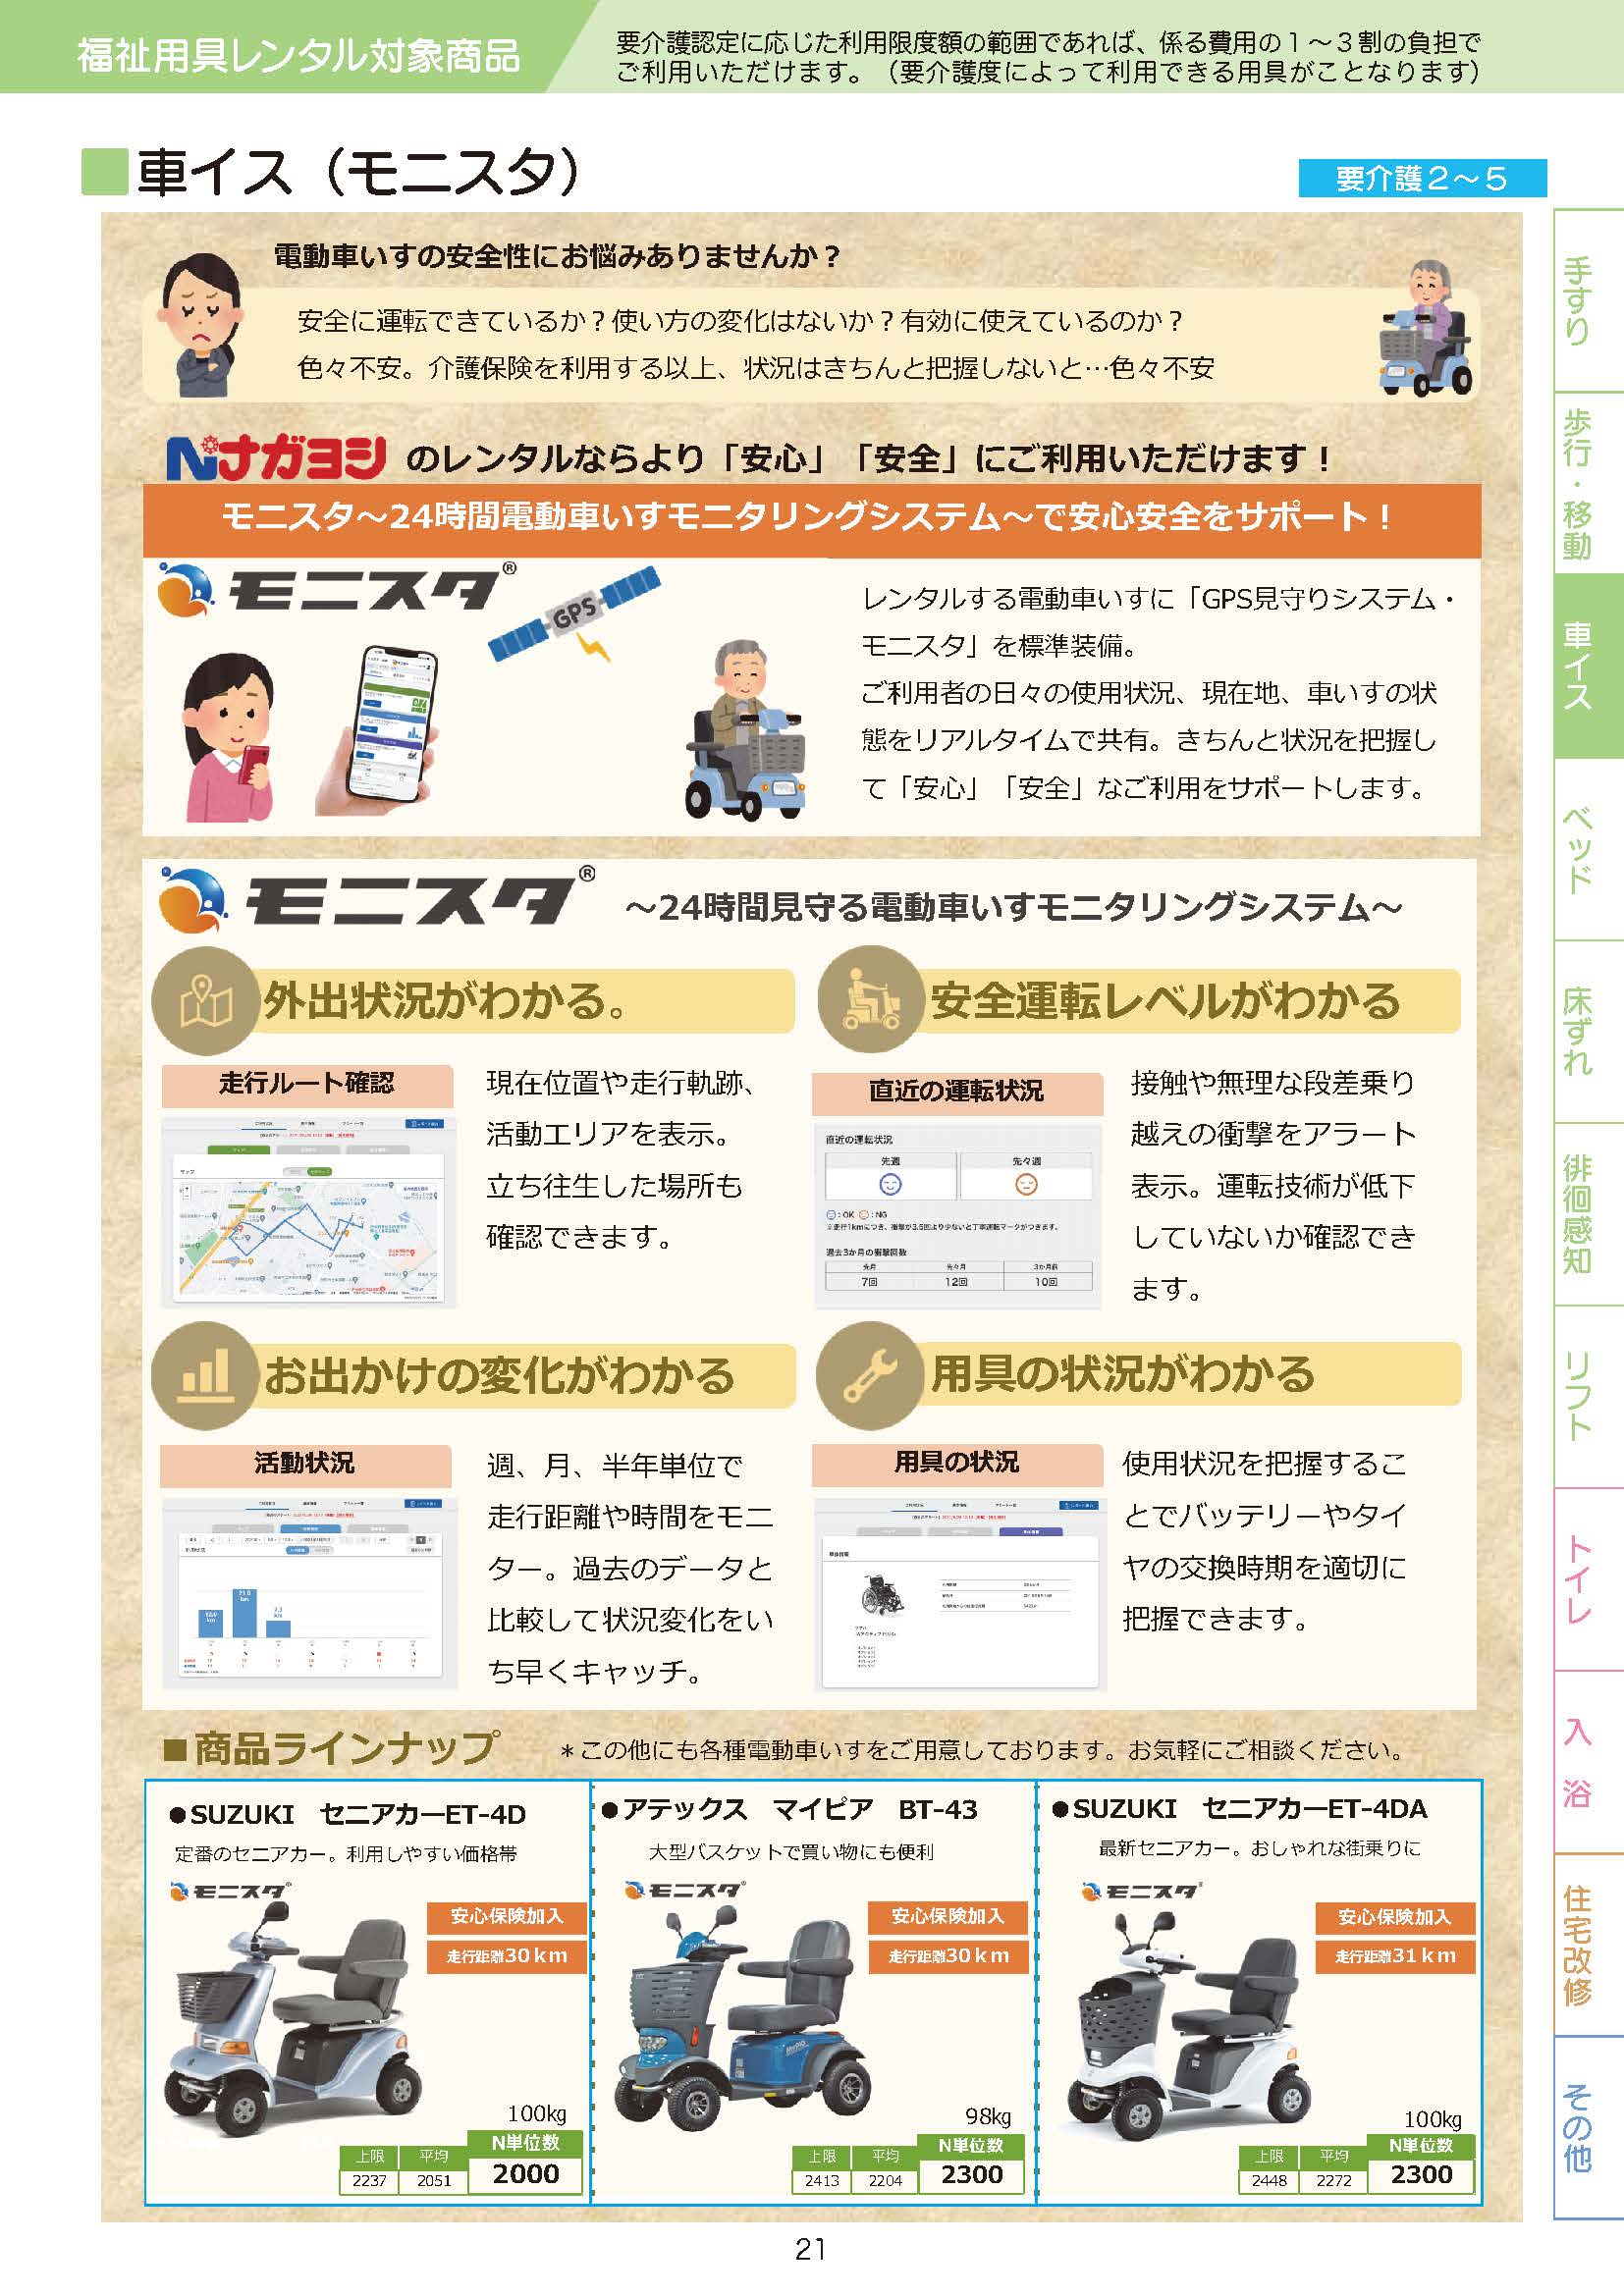 福祉用具レンタル対象商品
要介護認定に応じた利用限度額の範囲であれば、係る費用の１～３割の負担で
ご利用いただけます。（要介護度によって利用できる用具がことなります）
■車イス（モニスタ）
要介護２～５
電動車いすの安全性にお悩みありませんか？
安全に運転できているか？使い方の変化はないか？有効に使えているのか？
色々不安。介護保険を利用する以上、状況はきちんと把握しないと…色々不安
Nナガヨシ のレンタルならより「安心」「安全」にご利用いただけます！
モニスタ～24時間電動車いすモニタリングシステム～で安心安全をサポート！
モニスタ®
GPS
レンタルする電動車いすに「GPS見守りシステム・
モニスタ」を標準装備。
ご利用者の日々の使用状況、現在地、車いすの状
態をリアルタイムで共有。きちんと状況を把握し
て「安心」「安全」なご利用をサポートします。
モニスタ® ～24時間見守る電動車いすモニタリングシステム～
外出状況がわかる。
走行ルート確認
現在位置や走行軌跡、
活動エリアを表示。
立ち往生した場所も
確認できます。
安全運転レベルがわかる
直近の運転状況
直近の運転状況
先週 先々週
：OK ：NG
※走行1kmにつき、衝撃が3.5回より少ないと丁寧運転マークがつきます。
過去3か月の衝撃回数
先月 先々月 3か月前
7回 12回 10回
接触や無理な段差乗り
越えの衝撃をアラート
表示。運転技術が低下
していないか確認でき
ます。
お出かけの変化がわかる
活動状況
週、月、半年単位で
走行距離や時間をモニ
ター。過去のデータと
比較して状況変化をい
ち早くキャッチ。
用具の状況がわかる
用具の状況
使用状況を把握するこ
とでバッテリーやタイ
ヤの交換時期を適切に
把握できます。
■商品ラインナップ
＊この他にも各種電動車いすをご用意しております。お気軽にご相談ください。
●SUZUKI セニアカーET-4D
定番のセニアカー。利用しやすい価格帯
モニスタ®
安心保険加入
走行距離30ｋｍ
100kg
上限 平均 N単位数
2237 2051 2000
●アテックス マイピア BT-43
大型バスケットで買い物にも便利
モニスタ®
安心保険加入
走行距離30ｋｍ
98kg
上限 平均 N単位数
2413 2204 2300
●SUZUKI セニアカーET-4DA
最新セニアカー。おしゃれな街乗りに
モニスタ®
安心保険加入
走行距離31ｋｍ
100kg
上限 平均 N単位数
2448 2272 2300
手すり
歩行・移動
車イス
ベッド
床ずれ
徘徊感知
リフト
トイレ
入浴
住宅改修
その他
21